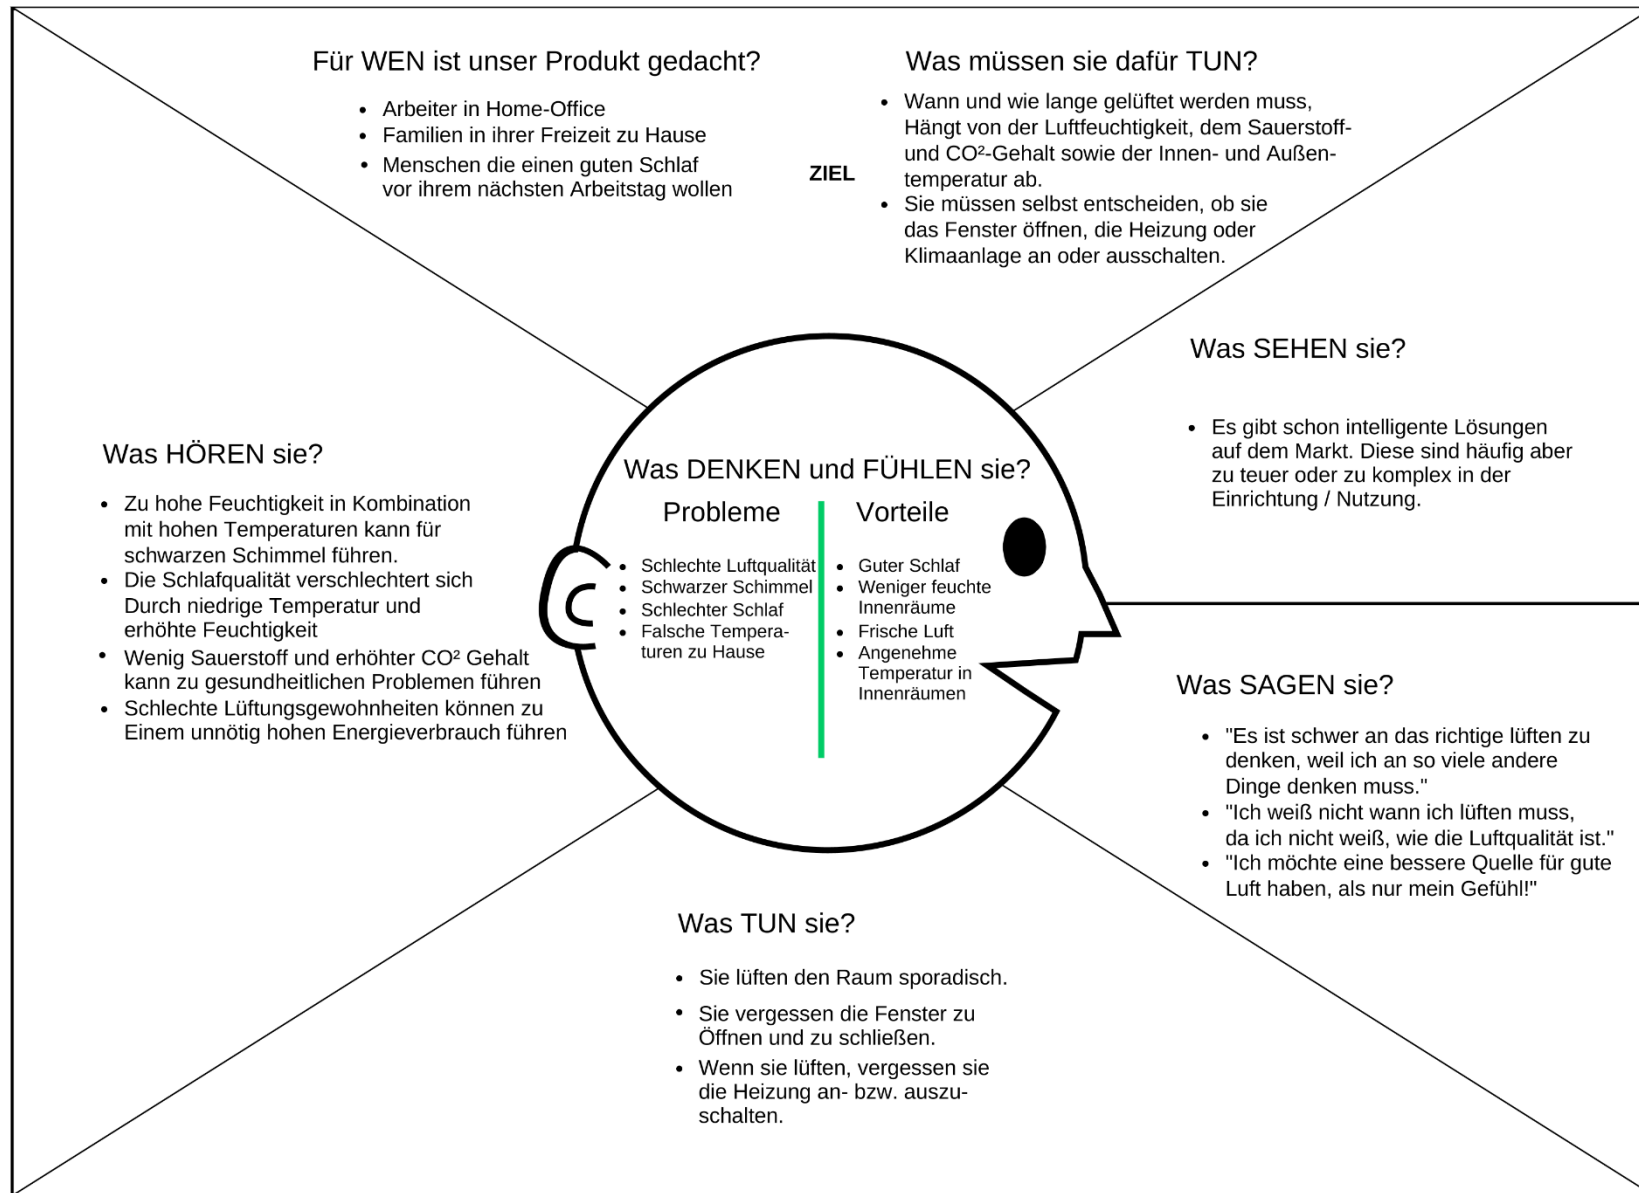 Für WEN ist unser Produkt gedacht?
• Arbeiter in Home-Office
• Familien in ihrer Freizeit zu Hause
• Menschen die einen guten Schlaf
vor ihrem nächsten Arbeitstag wollen
ZIEL
Was müssen sie dafür TUN?
• Wann und wie lange gelüftet werden muss,
Hängt von der Luftfeuchtigkeit, dem Sauerstoff-
und CO²-Gehalt sowie der Innen- und Außen-
temperatur ab.
• Sie müssen selbst entscheiden, ob sie
das Fenster öffnen, die Heizung oder
Klimaanlage an oder ausschalten.
Was SEHEN sie?
• Es gibt schon intelligente Lösungen
auf dem Markt. Diese sind häufig aber
zu teuer oder zu komplex in der
Einrichtung / Nutzung.
Was HÖREN sie?
• Zu hohe Feuchtigkeit in Kombination
mit hohen Temperaturen kann für
schwarzen Schimmel führen.
• Die Schlafqualität verschlechtert sich
Durch niedrige Temperatur und
erhöhte Feuchtigkeit
• Wenig Sauerstoff und erhöhter CO² Gehalt
kann zu gesundheitlichen Problemen führen
• Schlechte Lüftungsgewohnheiten können zu
Einem unnötig hohen Energieverbrauch führen
Was DENKEN und FÜHLEN sie?
Probleme
• Schlechte Luftqualität
• Schwarzer Schimmel
• Schlechter Schlaf
• Falsche Tempera-
turen zu Hause
Vorteile
• Guter Schlaf
• Weniger feuchte
Innenräume
• Frische Luft
• Angenehme
Temperatur in
Innenräumen
Was SAGEN sie?
• "Es ist schwer an das richtige lüften zu
denken, weil ich an so viele andere
Dinge denken muss."
• "Ich weiß nicht wann ich lüften muss,
da ich nicht weiß, wie die Luftqualität ist."
• "Ich möchte eine bessere Quelle für gute
Luft haben, als nur mein Gefühl!"
Was TUN sie?
• Sie lüften den Raum sporadisch.
• Sie vergessen die Fenster zu
Öffnen und zu schließen.
• Wenn sie lüften, vergessen sie
die Heizung an- bzw. auszu-
schalten.